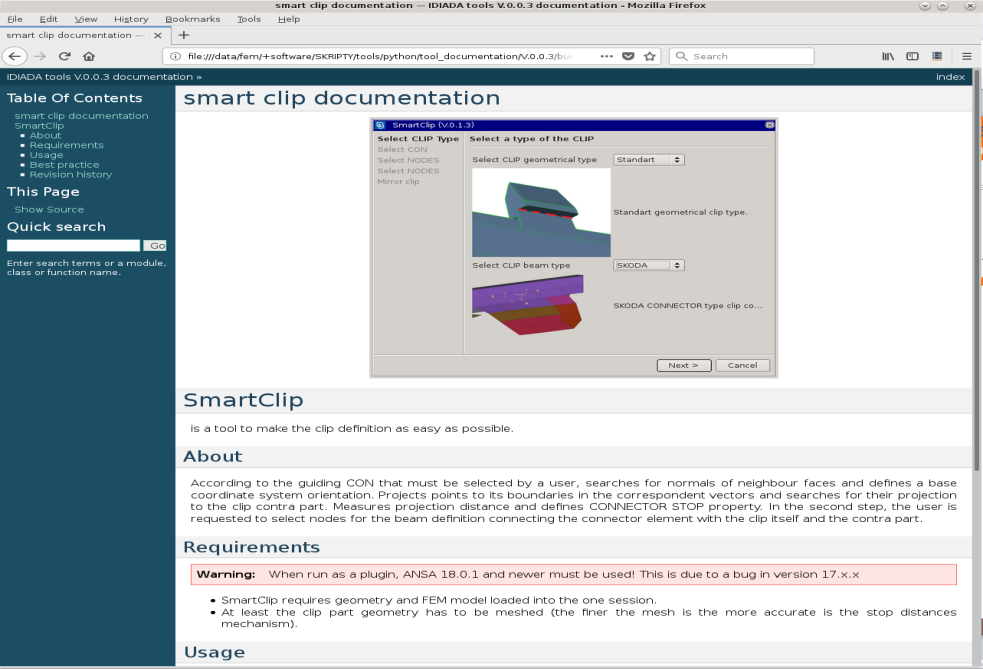 smart clip documentation — IDIADA tools V.0.0.3 documentation - Mozilla Firefox
File Edit View History Bookmarks Tools Help
smart clip documentation —
file:///data/fem/+software/SKRIPTY/tools/python/tool_documentation/V.0.0.3/bui
Search
IDIADA tools V.0.0.3 documentation »
index
Table Of Contents
smart clip documentation
SmartClip
About
Requirements
Usage
Best practice
Revision history
This Page
Show Source
Quick search
Go
Enter search terms or a module,
class or function name.
smart clip documentation
SmartClip (V.0.1.3)
Select CLIP Type
Select CON
Select NODES
Select NODES
Mirror clip
Select a type of the CLIP
Select CLIP geometrical type Standart
Standart geometrical clip type.
Select CLIP beam type SKODA
SKODA CONNECTOR type clip co...
Next > Cancel
SmartClip
is a tool to make the clip definition as easy as possible.
About
According to the guiding CON that must be selected by a user, searches for normals of neighbour faces and defines a base
coordinate system orientation. Projects points to its boundaries in the correspondent vectors and searches for their projection
to the clip contra part. Measures projection distance and defines CONNECTOR STOP property. In the second step, the user is
requested to select nodes for the beam definition connecting the connector element with the clip itself and the contra part.
Requirements
Warning: When run as a plugin, ANSA 18.0.1 and newer must be used! This is due to a bug in version 17.x.x
• SmartClip requires geometry and FEM model loaded into the one session.
• At least the clip part geometry has to be meshed (the finer the mesh is the more accurate is the stop distances
mechanism).
Usage